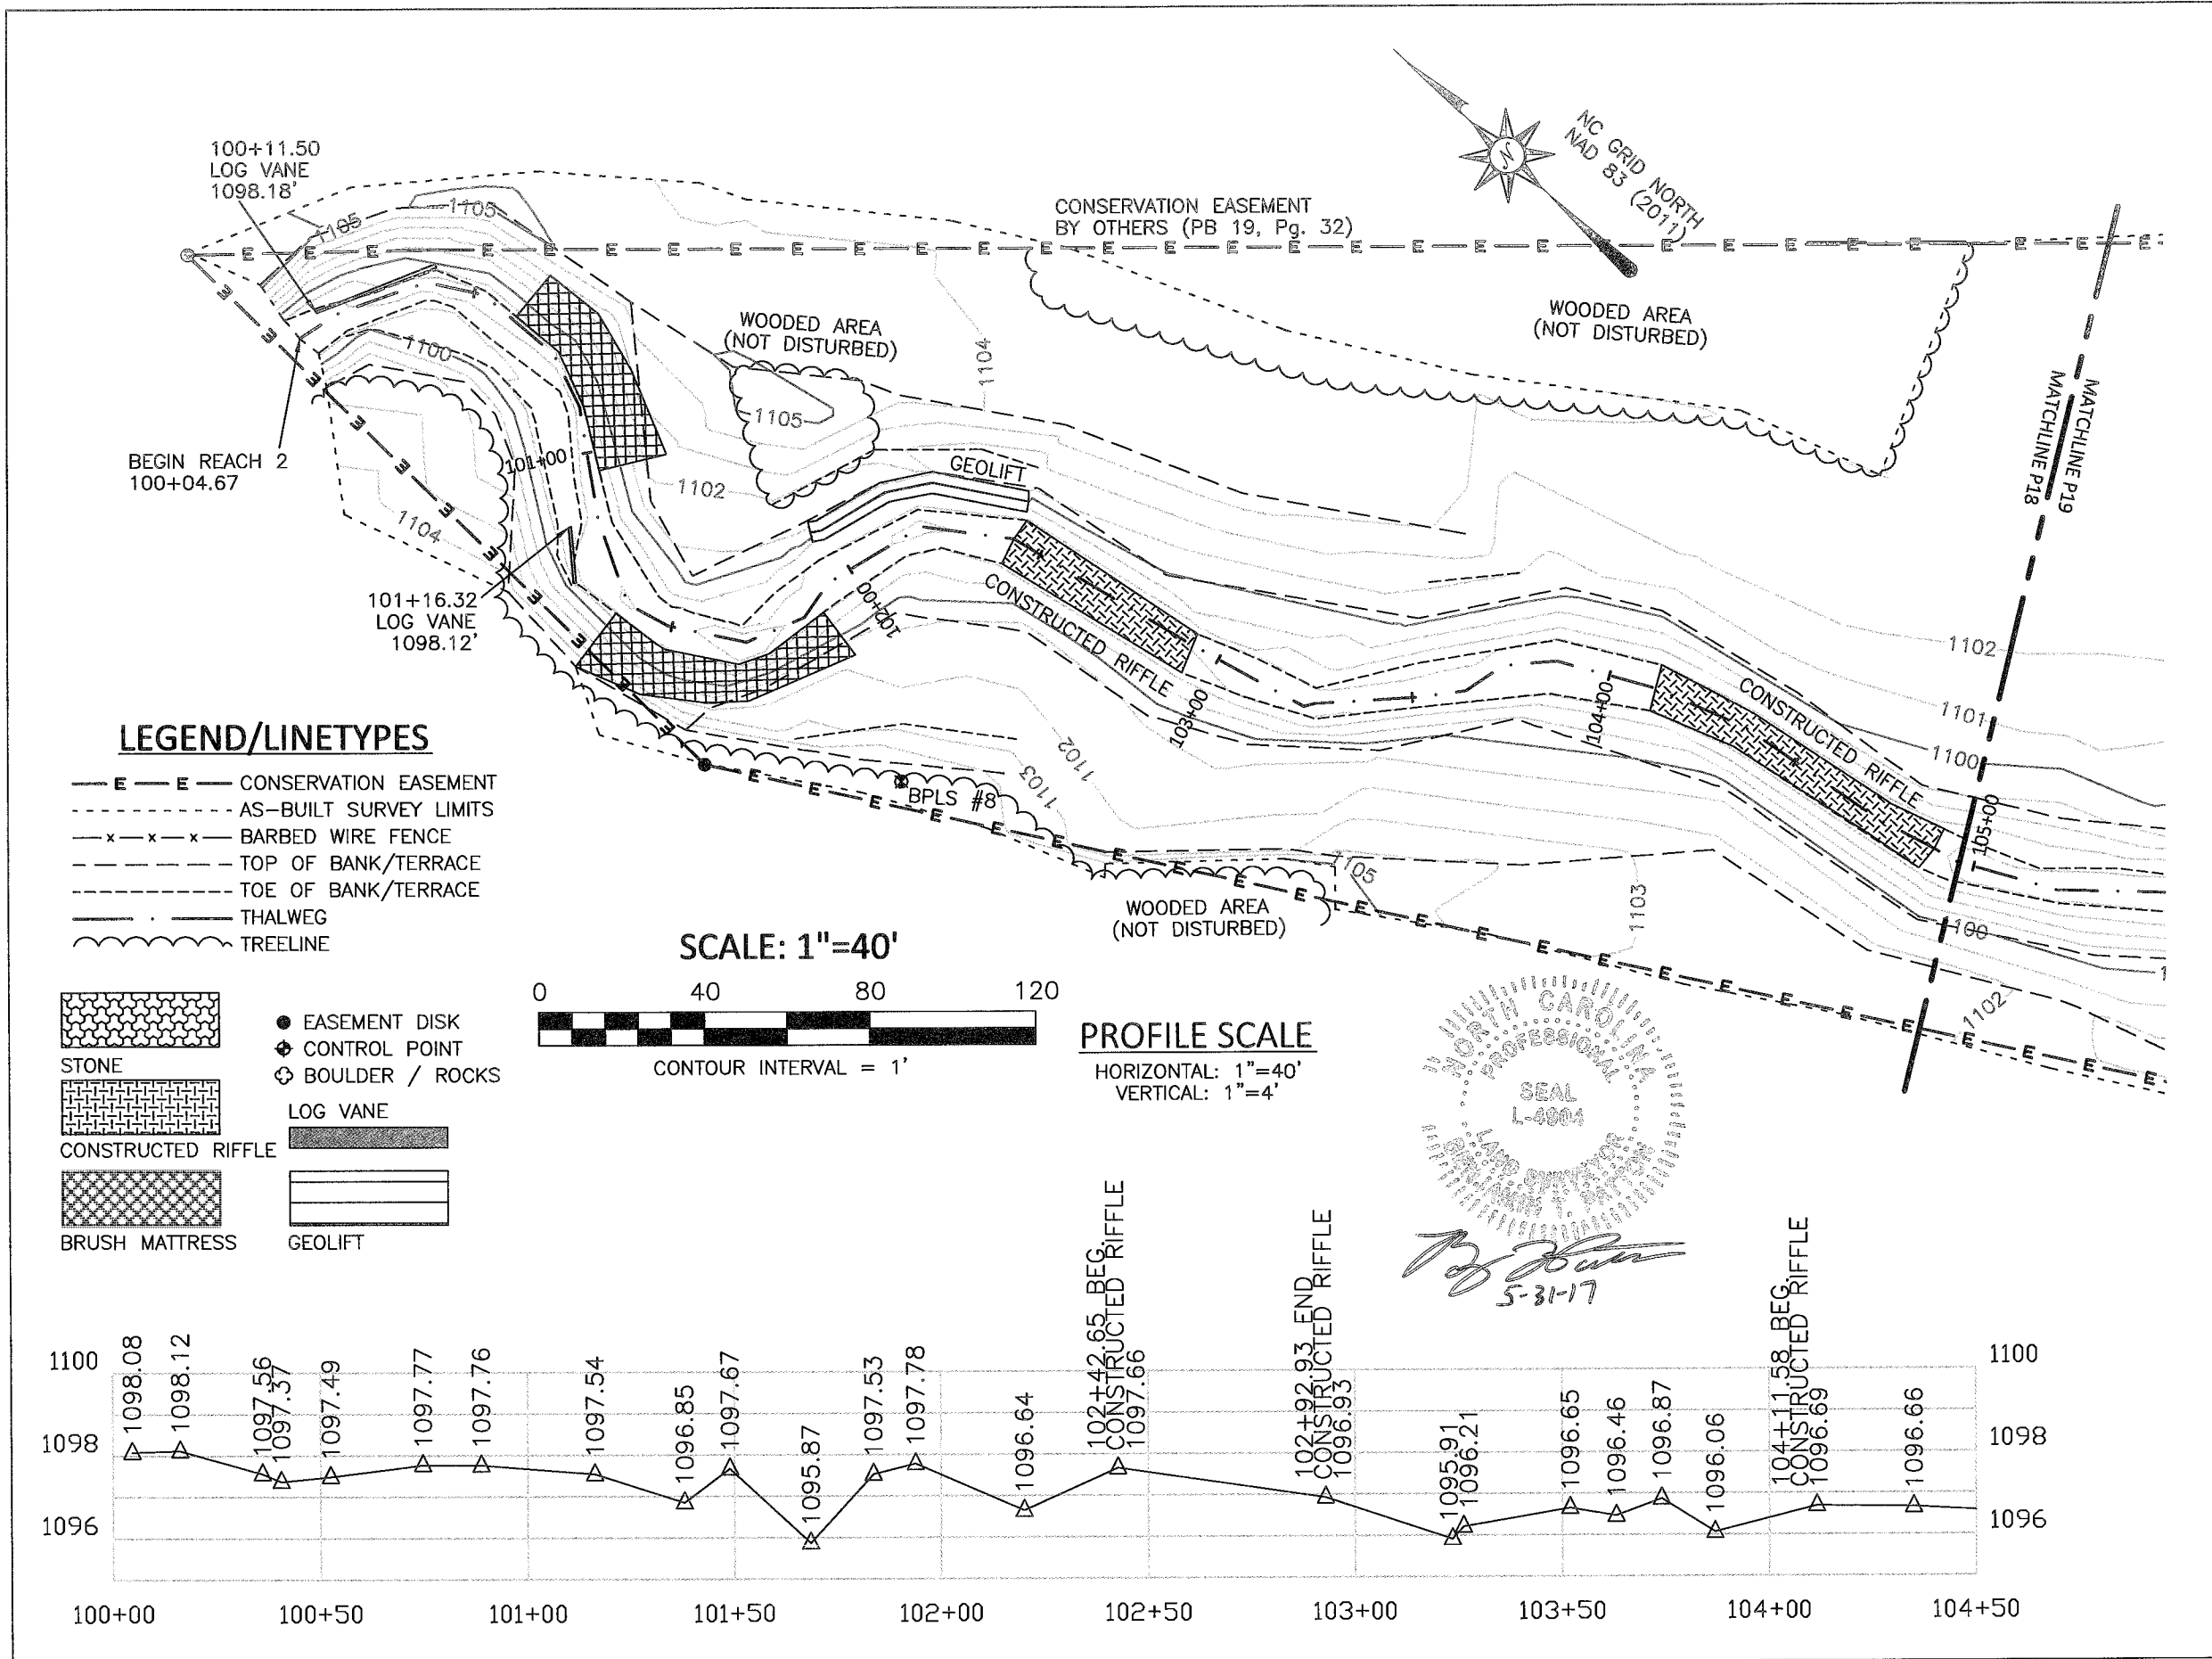 100+11.50
LOG VANE
1098.18'
1105
1105
1100
CONSERVATION EASEMENT
BY OTHERS (PB 19, Pg. 32)
N
NC GRID NORTH
NAD 83 (2011)
WOODED AREA
(NOT DISTURBED)
WOODED AREA
(NOT DISTURBED)
1104
1105
MATCHLINE P19
MATCHLINE P18
BEGIN REACH 2
100+04.67
101+00
1104
1102
GEOLIFT
101+16.32
LOG VANE
1098.12'
102+00
CONSTRUCTED RIFFLE
103+00
104+00
CONSTRUCTED RIFFLE
1102
1101
1100
105+00
1103
1102
BPLS #8
1105
1103
1100
1102
WOODED AREA
(NOT DISTURBED)
E E E E E E E E E E E E E E E E E E E E E E E E E E
LEGEND/LINETYPES
E E CONSERVATION EASEMENT
AS-BUILT SURVEY LIMITS
x x x BARBED WIRE FENCE
TOP OF BANK/TERRACE
TOE OF BANK/TERRACE
THALWEG
TREELINE
STONE
CONSTRUCTED RIFFLE
BRUSH MATTRESS
EASEMENT DISK
CONTROL POINT
BOULDER / ROCKS
LOG VANE
GEOLIFT
SCALE: 1"=40'
0 40 80 120
CONTOUR INTERVAL = 1'
PROFILE SCALE
HORIZONTAL: 1"=40'
VERTICAL: 1"=4'
NORTH CAROLINA
PROFESSIONAL
SEAL
L-4904
LAND SURVEYOR
BENJAMIN T.
5-31-17
1100
1098
1096
1098.08
1098.12
1097.56
1097.37
1097.49
1097.77
1097.76
1097.54
1096.85
1097.67
1095.87
1097.53
1097.78
1096.64
102+42.65 BEG.
CONSTRUCTED RIFFLE
1097.66
102+92.93 END
CONSTRUCTED RIFFLE
1096.93
1095.91
1096.21
1096.65
1096.46
1096.87
1096.06
104+11.58 BEG.
CONSTRUCTED RIFFLE
1096.69
1096.66
1100
1098
1096
100+00 100+50 101+00 101+50 102+00 102+50 103+00 103+50 104+00 104+50